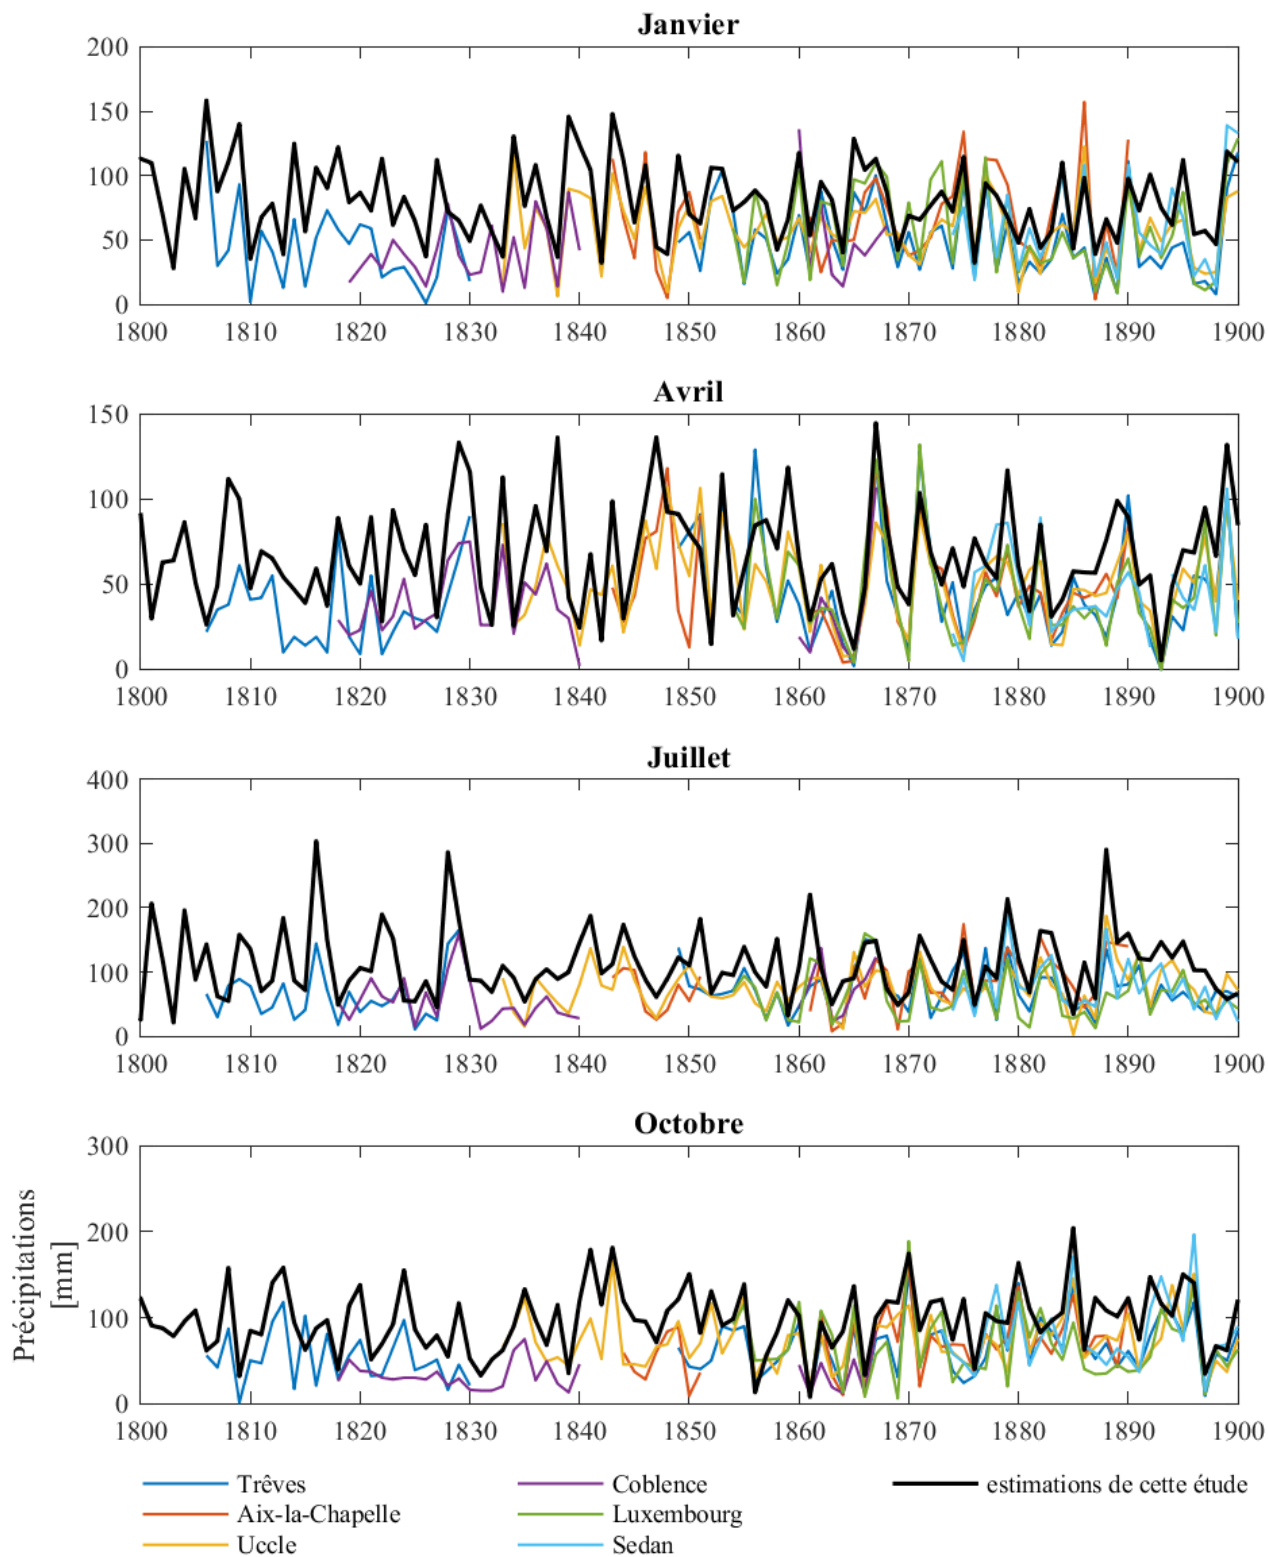 Janvier
200
150
100
50
0
1800 1810 1820 1830 1840 1850 1860 1870 1880 1890 1900
Avril
150
100
50
0
1800 1810 1820 1830 1840 1850 1860 1870 1880 1890 1900
Juillet
400
300
200
100
0
1800 1810 1820 1830 1840 1850 1860 1870 1880 1890 1900
Octobre
300
200
100
0
Précipitations
[mm]
1800 1810 1820 1830 1840 1850 1860 1870 1880 1890 1900
Trêves Coblence estimations de cette étude
Aix-la-Chapelle Luxembourg
Uccle Sedan